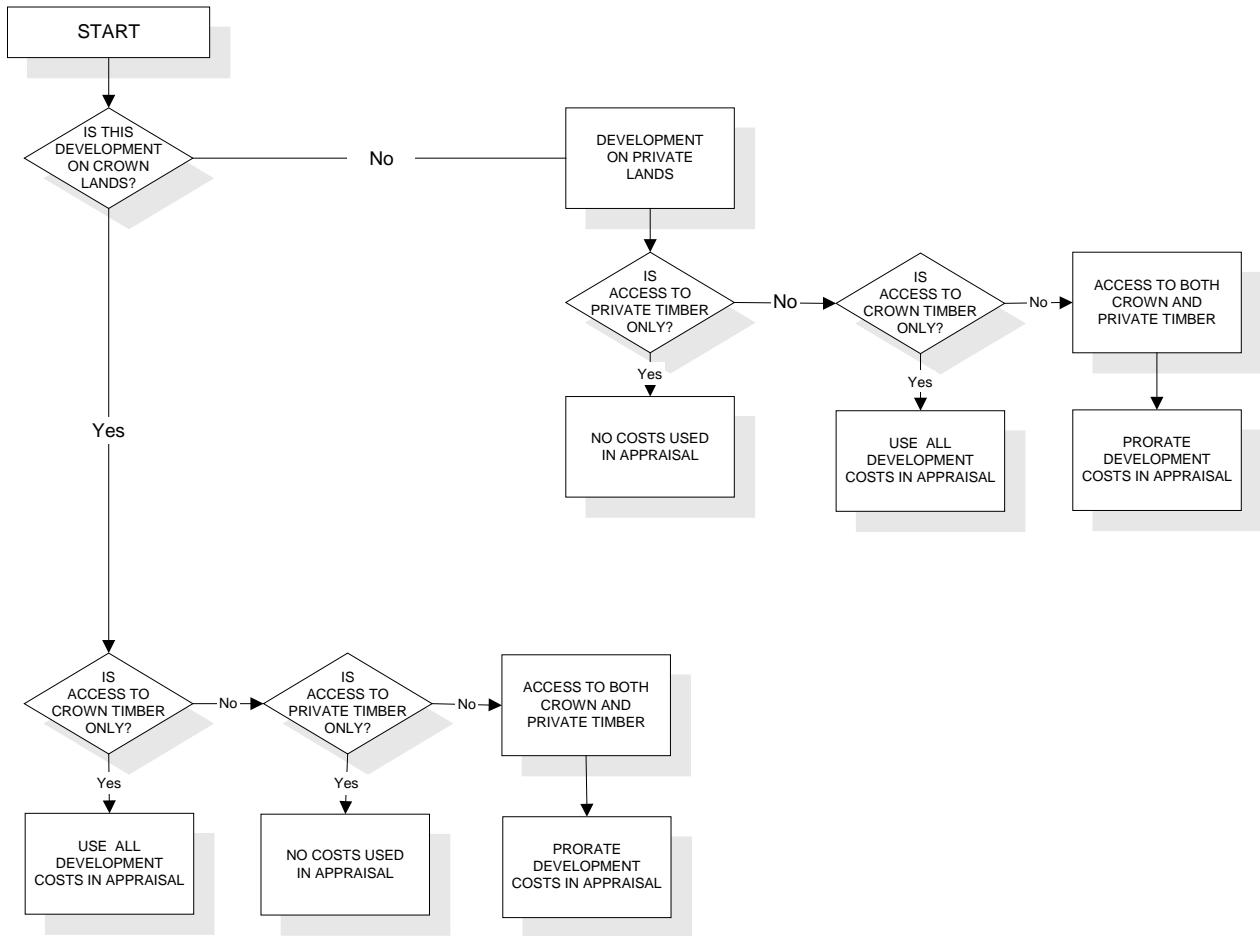 START
IS THIS
DEVELOPMENT
ON CROWN
LANDS?
No
DEVELOPMENT
ON PRIVATE
LANDS
IS
ACCESS TO
PRIVATE TIMBER
ONLY?
No
IS
ACCESS TO
CROWN TIMBER
ONLY?
No
ACCESS TO BOTH
CROWN AND
PRIVATE TIMBER
Yes
Yes
NO COSTS USED
IN APPRAISAL
USE ALL
DEVELOPMENT
COSTS IN APPRAISAL
PRORATE
DEVELOPMENT
COSTS IN APPRAISAL
Yes
IS
ACCESS TO
CROWN TIMBER
ONLY?
No
IS
ACCESS TO
PRIVATE TIMBER
ONLY?
No
ACCESS TO BOTH
CROWN AND
PRIVATE TIMBER
Yes
Yes
USE ALL
DEVELOPMENT
COSTS IN APPRAISAL
NO COSTS USED
IN APPRAISAL
PRORATE
DEVELOPMENT
COSTS IN APPRAISAL